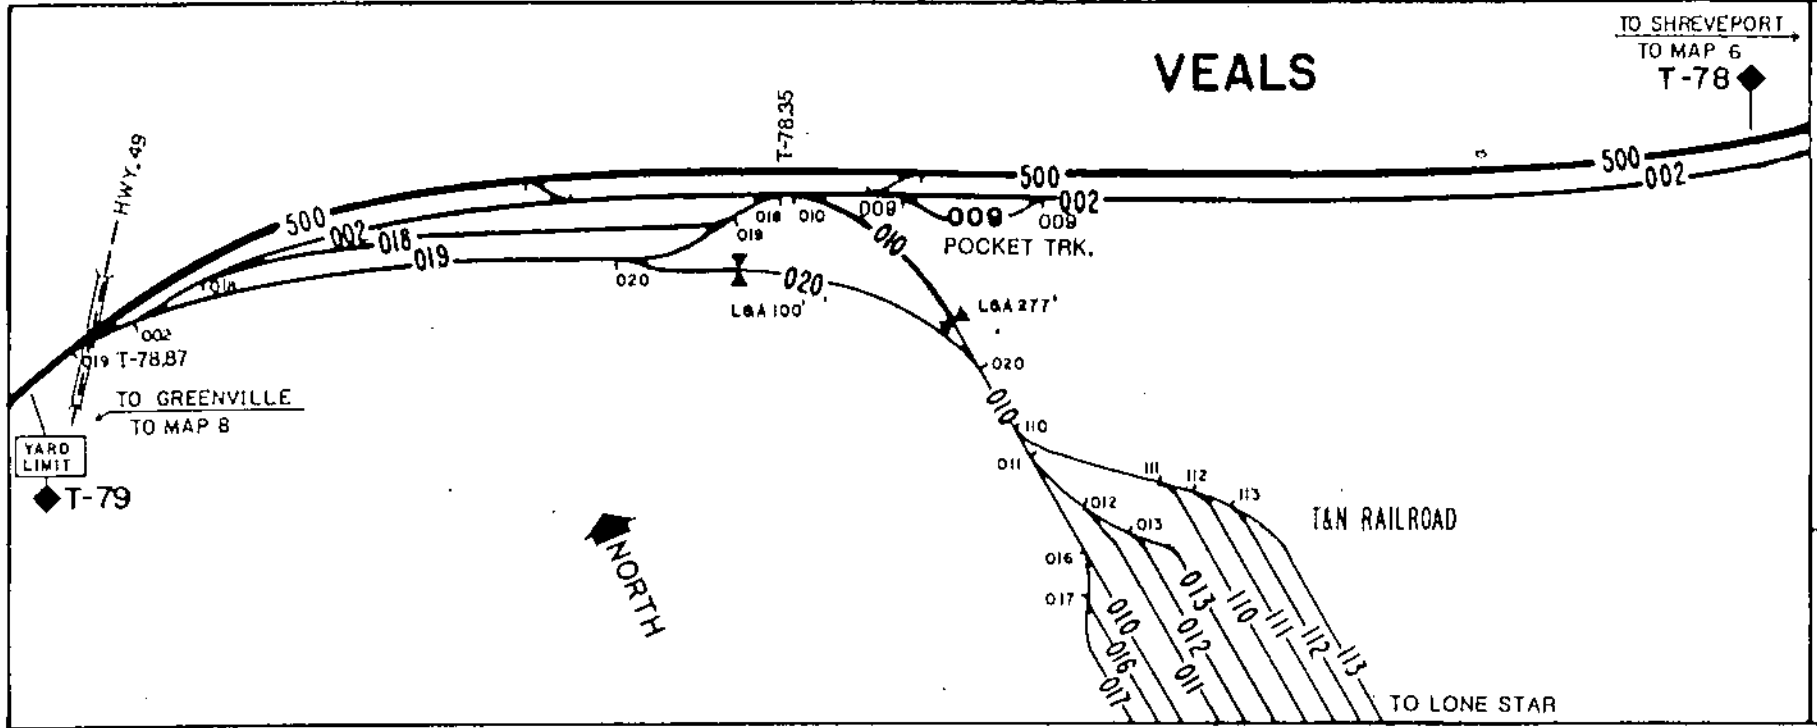 TO SHREVEPORT
TO MAP 6
T-78
VEALS
T-78.35
HWY. 49
500
500
500
002
002
002
018
019
018
010
009
009
009
POCKET TRK.
019
010
018
020
020
L&A 100'
L&A 277'
002
019 T-78.87
TO GREENVILLE
TO MAP 8
YARD
LIMIT
T-79
020
010
110
011
111
112
113
012
013
T&N RAILROAD
NORTH
016
017
010
016
017
013
012
011
110
111
112
113
TO LONE STAR